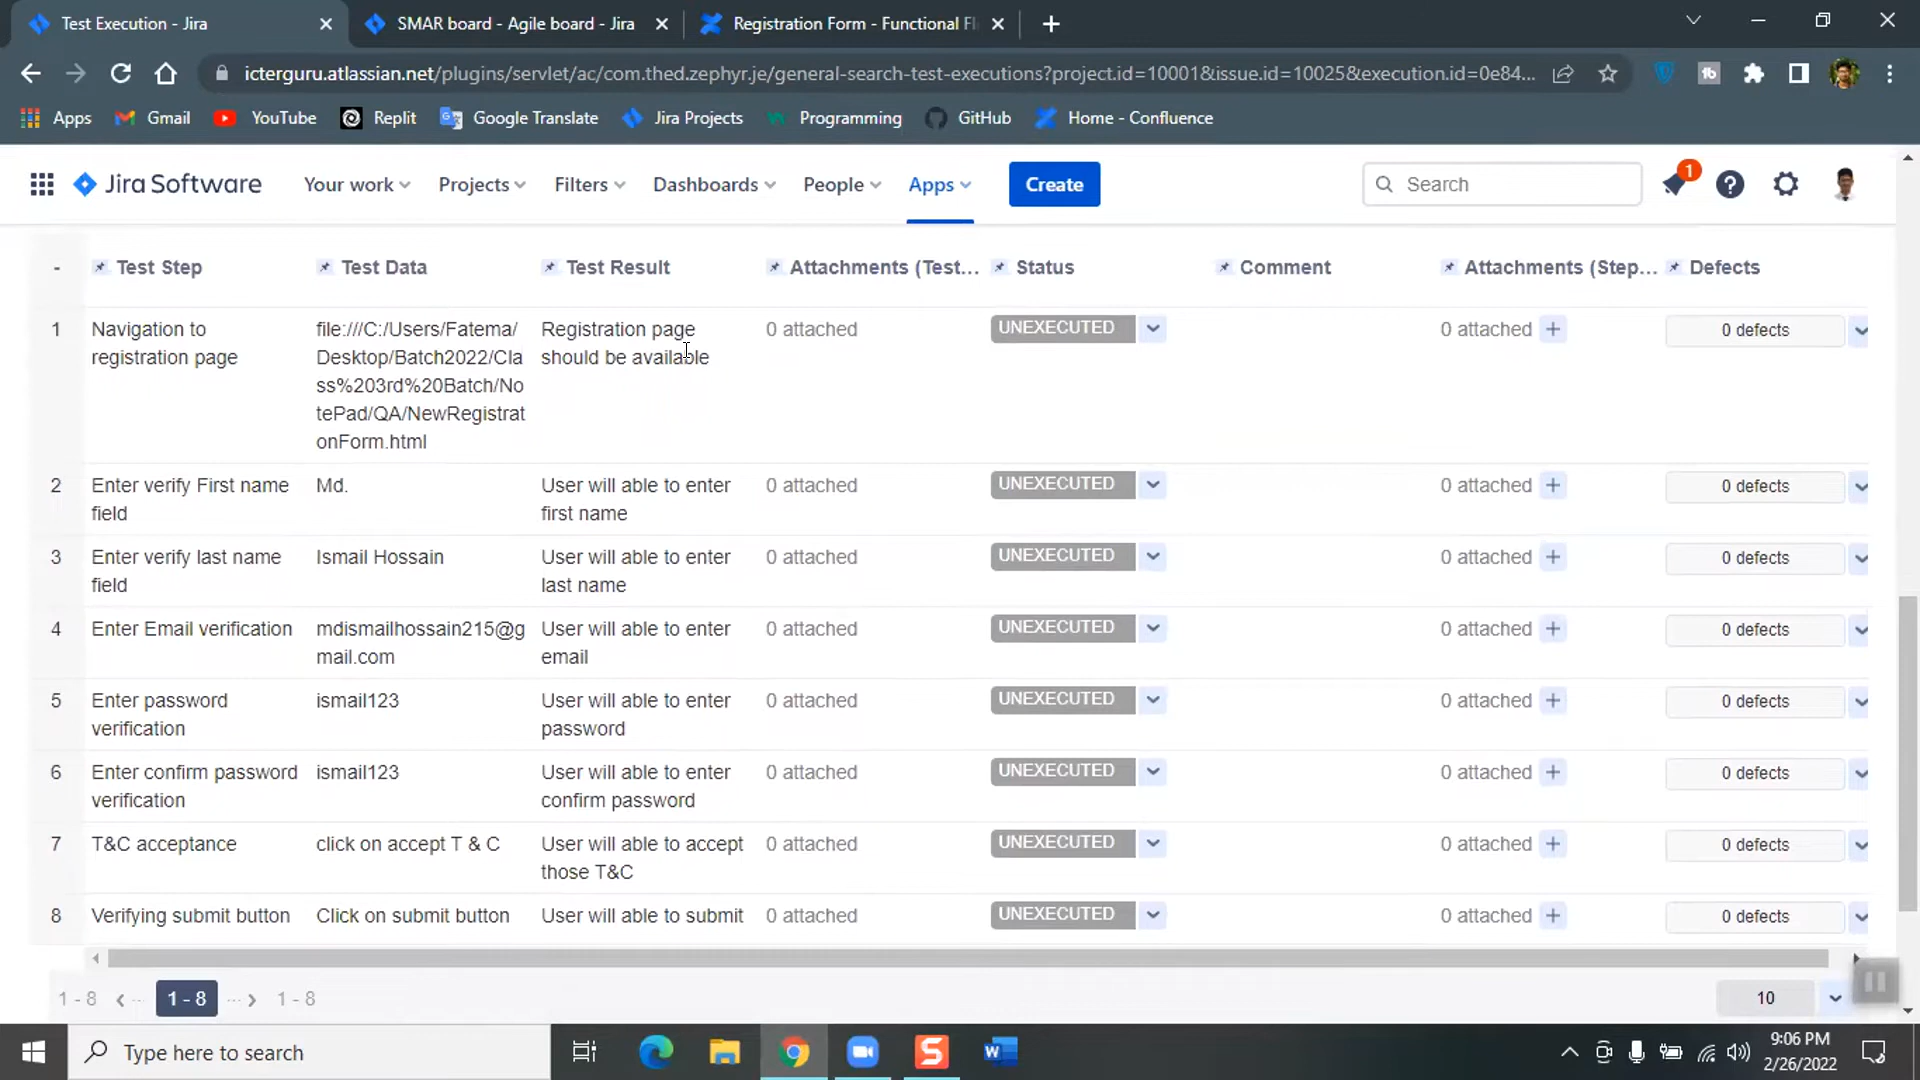 Test Execution - Jira
SMAR board - Agile board - Jira
Registration Form - Functional Fl
icterguru.atlassian.net/plugins/servlet/ac/com.thed.zephyr.je/general-search-test-executions?project.id=10001&issue.id=10025&execution.id=0e84...
Apps
Gmail
YouTube
Replit
Google Translate
Jira Projects
Programming
GitHub
Home - Confluence
Jira Software
Your work
Projects
Filters
Dashboards
People
Apps
Create
Search
1
- Test Step Test Data Test Result Attachments (Test... Status Comment Attachments (Step... Defects
1 Navigation to file:///C:/Users/Fatema/ Registration page 0 attached UNEXECUTED 0 attached + 0 defects
registration page Desktop/Batch2022/Cla should be available
ss%203rd%20Batch/No
tePad/QA/NewRegistrat
onForm.html
2 Enter verify First name Md. User will able to enter 0 attached UNEXECUTED 0 attached + 0 defects
field first name
3 Enter verify last name Ismail Hossain User will able to enter 0 attached UNEXECUTED 0 attached + 0 defects
field last name
4 Enter Email verification mdismailhossain215@g User will able to enter 0 attached UNEXECUTED 0 attached + 0 defects
mail.com email
5 Enter password ismail123 User will able to enter 0 attached UNEXECUTED 0 attached + 0 defects
verification password
6 Enter confirm password ismail123 User will able to enter 0 attached UNEXECUTED 0 attached + 0 defects
verification confirm password
7 T&C acceptance click on accept T & C User will able to accept 0 attached UNEXECUTED 0 attached + 0 defects
those T&C
8 Verifying submit button Click on submit button User will able to submit 0 attached UNEXECUTED 0 attached + 0 defects
1 - 8 ‹ ... 1 - 8 ... › 1 - 8
10
Type here to search
9:06 PM
2/26/2022